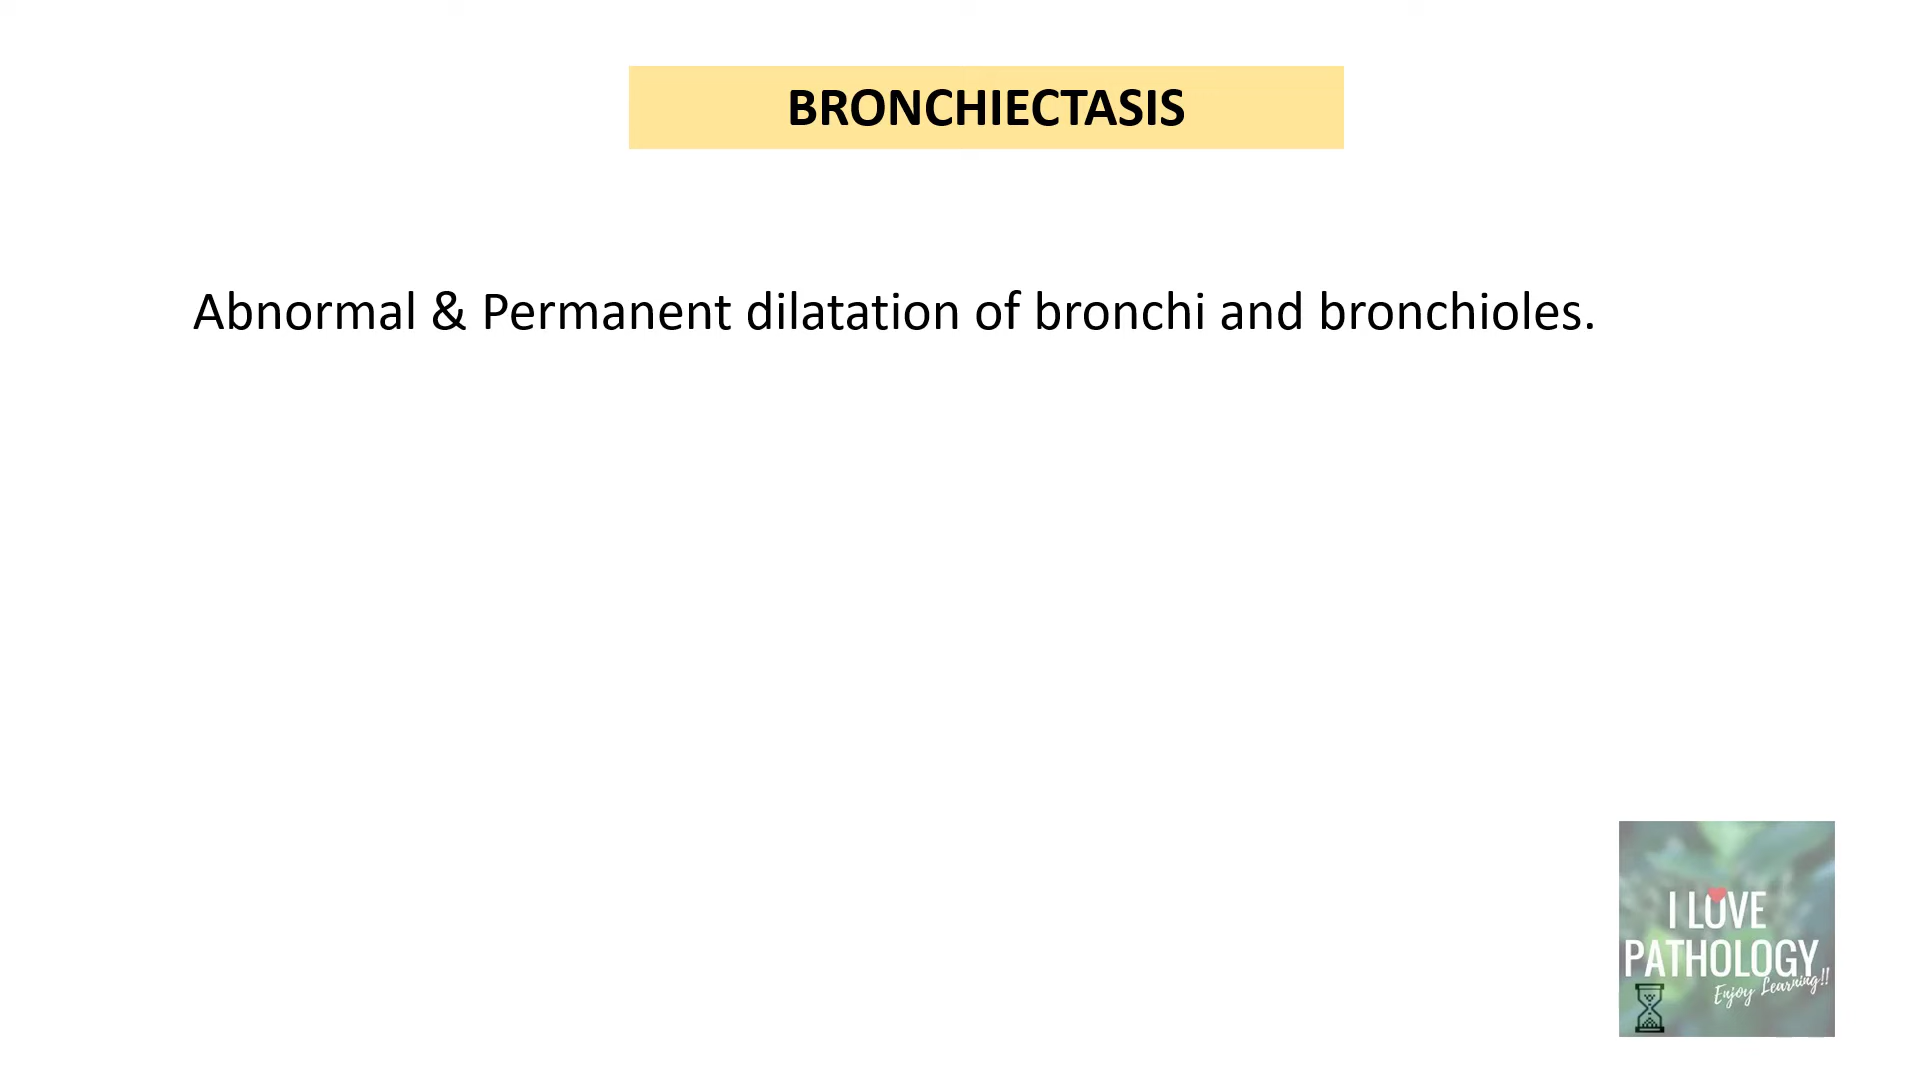 BRONCHIECTASIS
Abnormal & Permanent dilatation of bronchi and bronchioles.
I LOVE
PATHOLOGY
Enjoy Learning!!